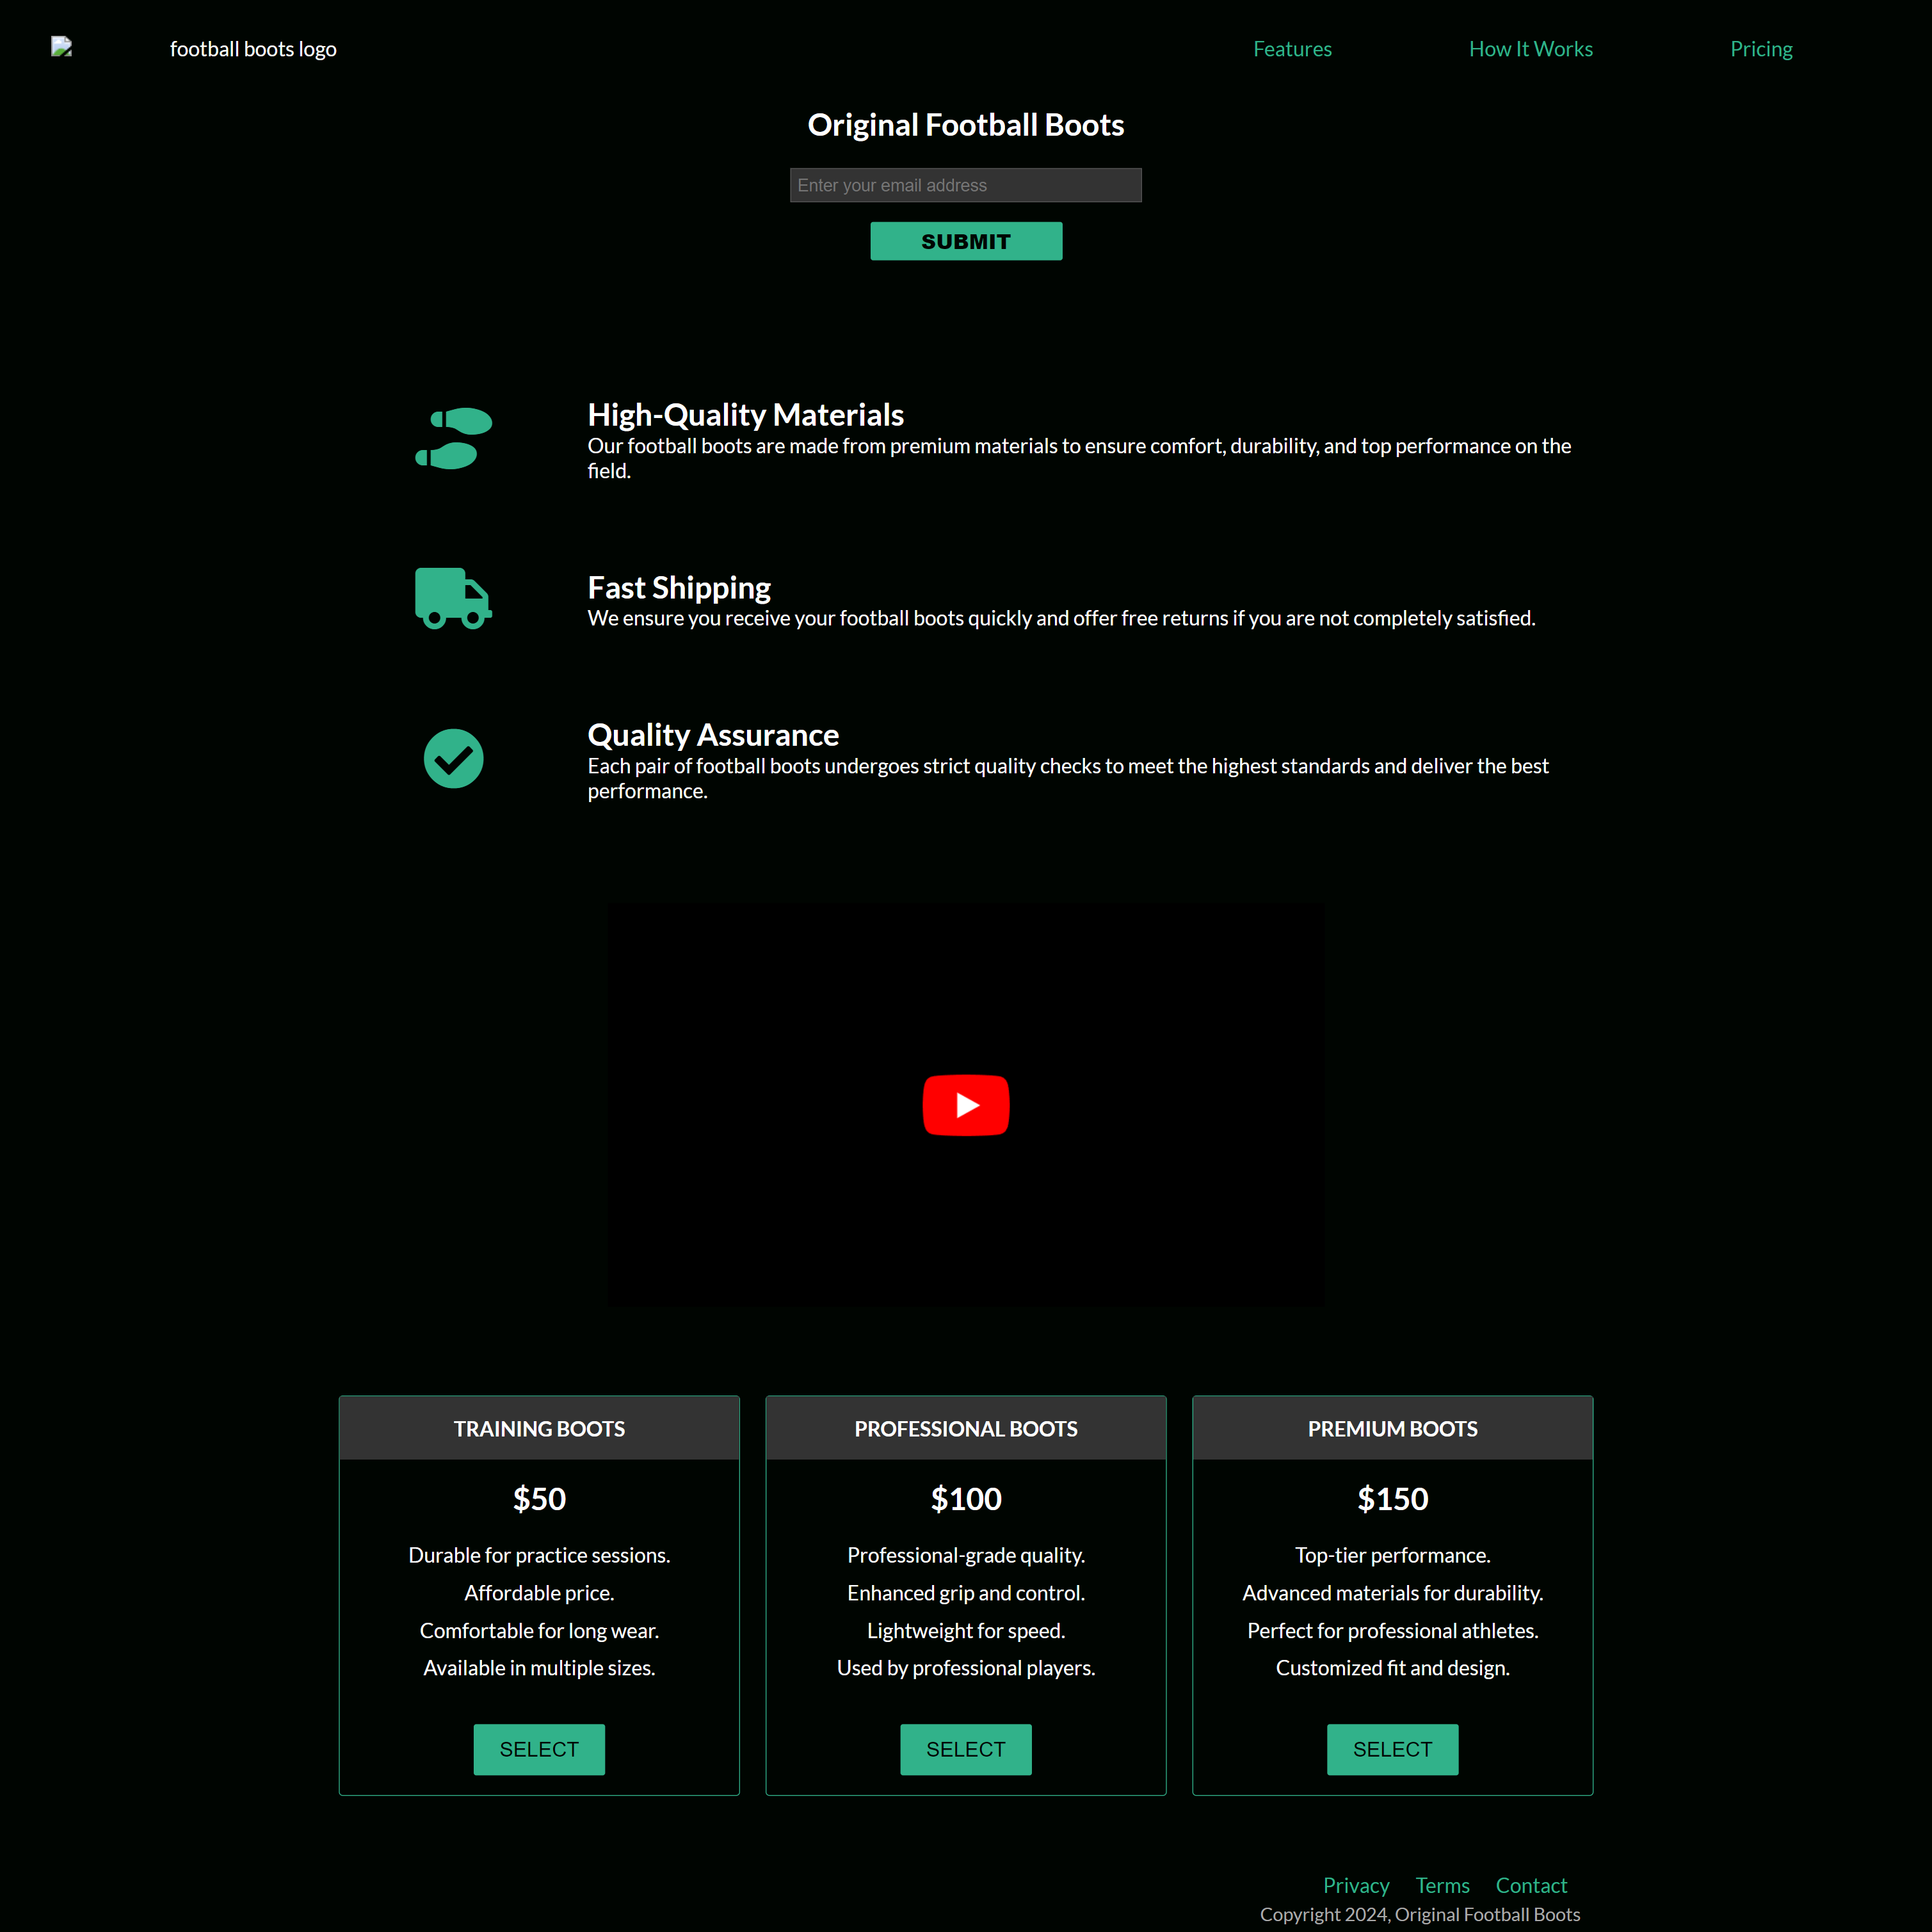 football boots logo
Features
How It Works
Pricing
Original Football Boots
Enter your email address
SUBMIT
High-Quality Materials
Our football boots are made from premium materials to ensure comfort, durability, and top performance on the
field.
Fast Shipping
We ensure you receive your football boots quickly and offer free returns if you are not completely satisfied.
Quality Assurance
Each pair of football boots undergoes strict quality checks to meet the highest standards and deliver the best
performance.
TRAINING BOOTS
$50
Durable for practice sessions.
Affordable price.
Comfortable for long wear.
Available in multiple sizes.
SELECT
PROFESSIONAL BOOTS
$100
Professional-grade quality.
Enhanced grip and control.
Lightweight for speed.
Used by professional players.
SELECT
PREMIUM BOOTS
$150
Top-tier performance.
Advanced materials for durability.
Perfect for professional athletes.
Customized fit and design.
SELECT
Privacy
Terms
Contact
Copyright 2024, Original Football Boots